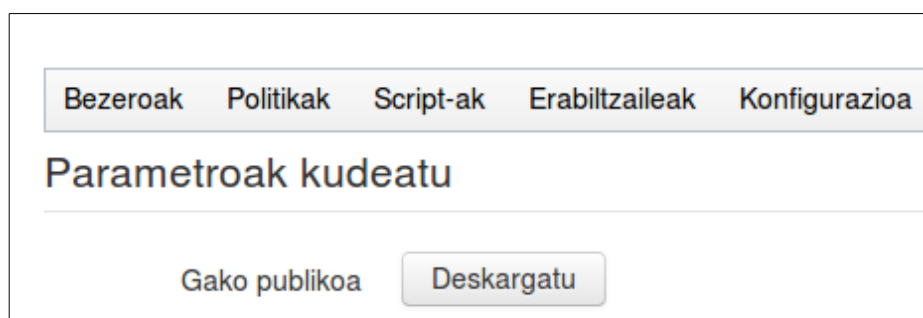 Bezeroak Politikak Script-ak Erabiltzaileak Konfigurazioa
Parametroak kudeatu
Gako publikoa Deskargatu